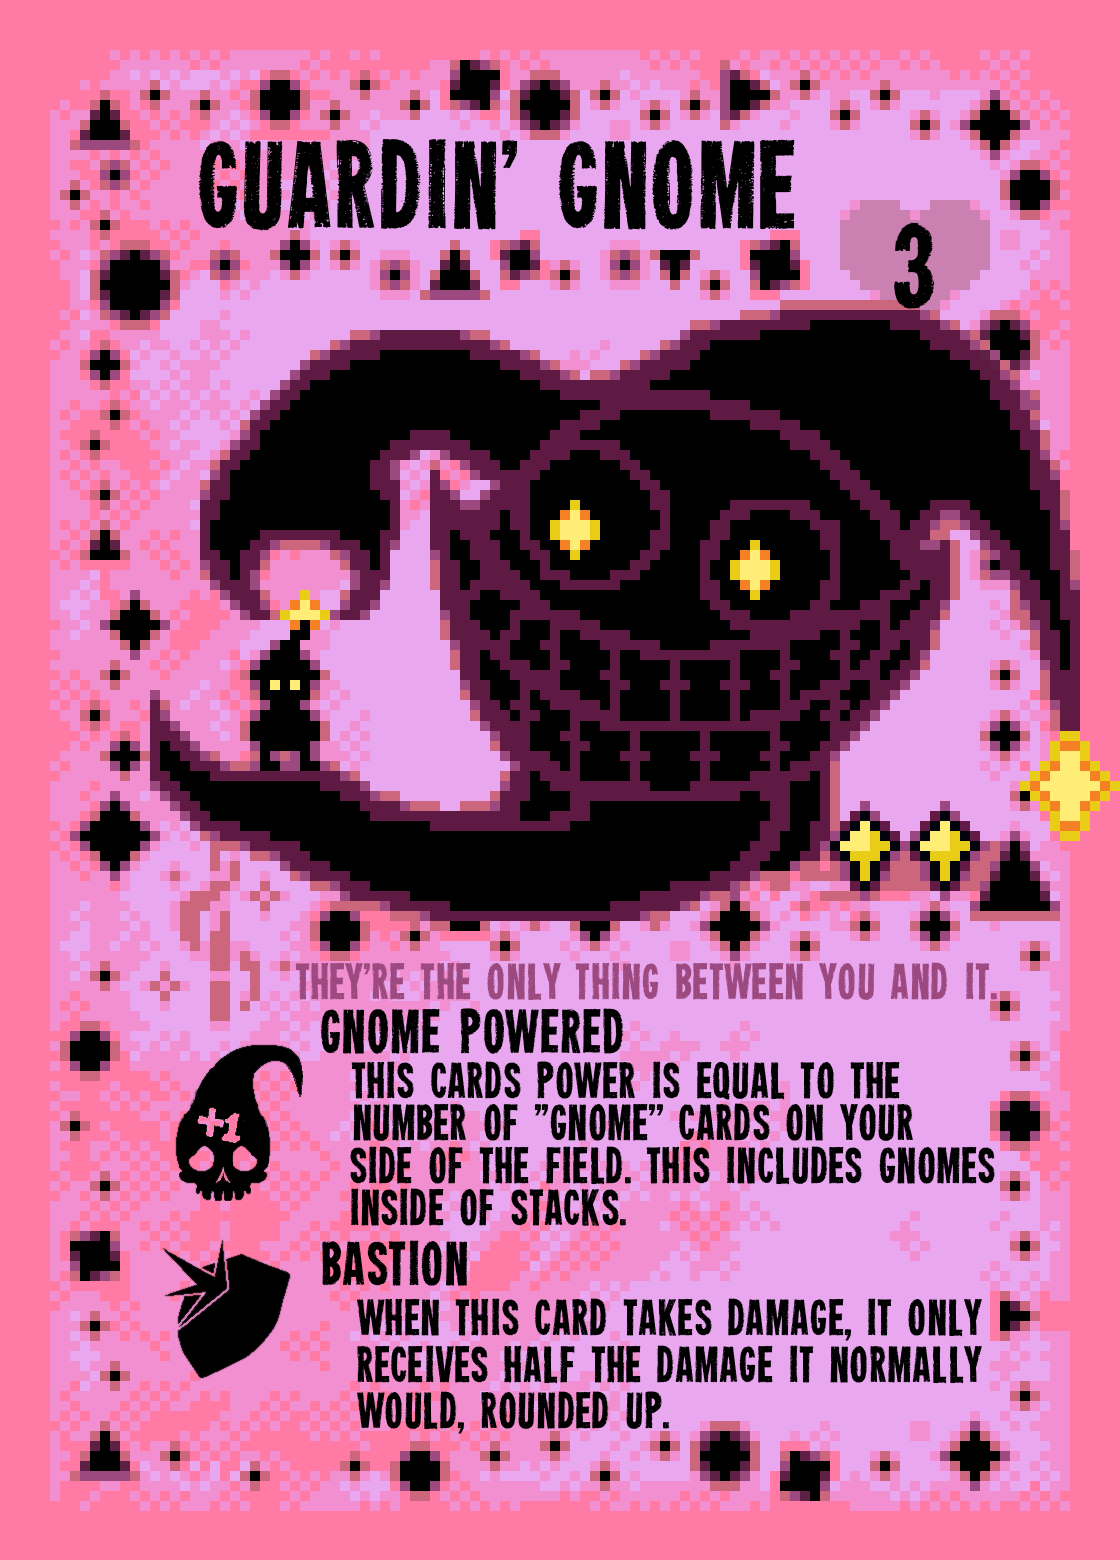 GUARDIN' GNOME
3
THEY'RE THE ONLY THING BETWEEN YOU AND IT.
GNOME POWERED
THIS CARDS POWER IS EQUAL TO THE
NUMBER OF "GNOME" CARDS ON YOUR
SIDE OF THE FIELD. THIS INCLUDES GNOMES
INSIDE OF STACKS.
+1
BASTION
WHEN THIS CARD TAKES DAMAGE, IT ONLY
RECEIVES HALF THE DAMAGE IT NORMALLY
WOULD, ROUNDED UP.